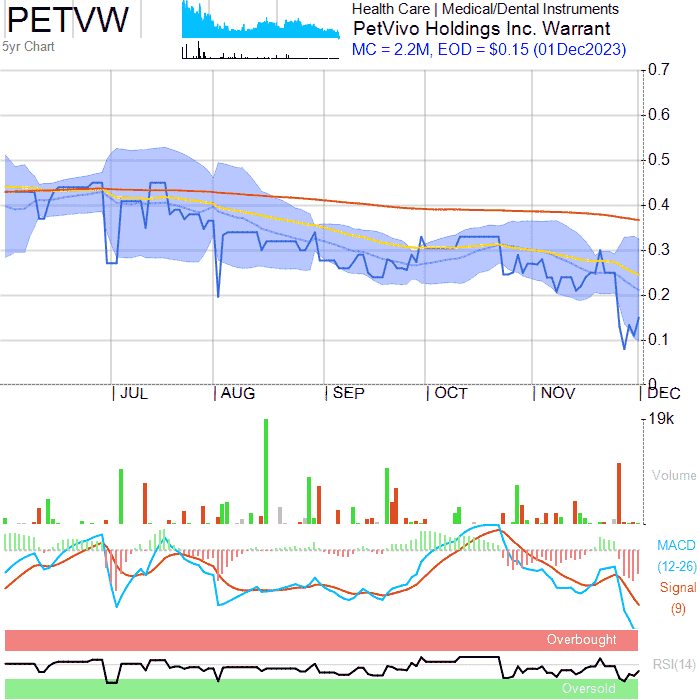 PETVW
5yr Chart
Health Care | Medical/Dental Instruments
PetVivo Holdings Inc. Warrant
MC = 2.2M, EOD = $0.15 (01Dec2023)
0.7
0.6
0.5
0.4
0.3
0.2
0.1
0
JUL AUG SEP OCT NOV DEC
19k
Volume
MACD
(12-26)
Signal
(9)
Overbought
RSI(14)
Oversold